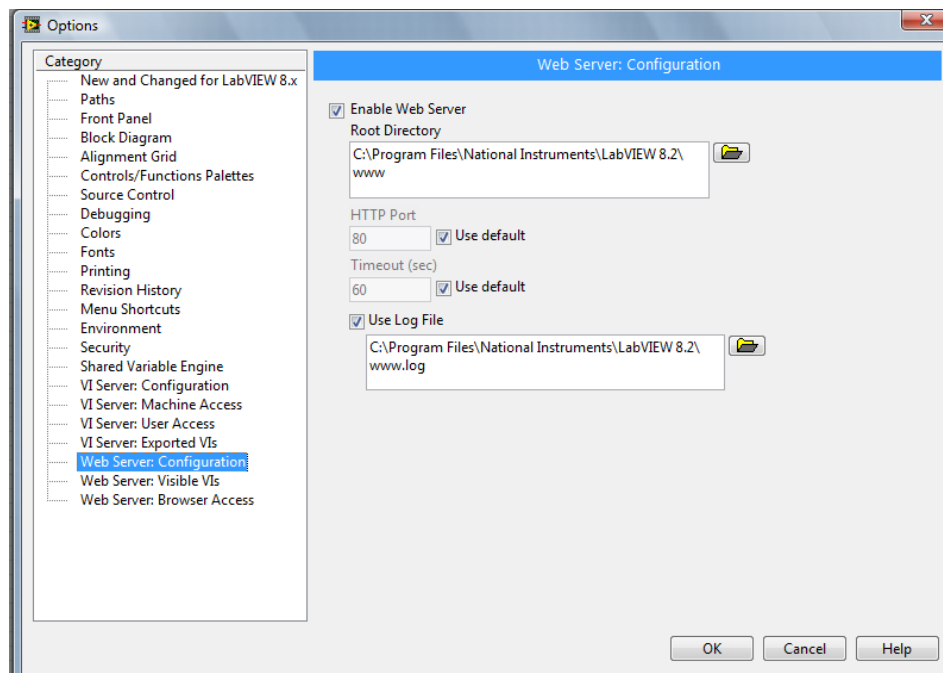 Options
Category
New and Changed for LabVIEW 8.x
Paths
Front Panel
Block Diagram
Alignment Grid
Controls/Functions Palettes
Source Control
Debugging
Colors
Fonts
Printing
Revision History
Menu Shortcuts
Environment
Security
Shared Variable Engine
VI Server: Configuration
VI Server: Machine Access
VI Server: User Access
VI Server: Exported VIs
Web Server: Configuration
Web Server: Visible VIs
Web Server: Browser Access
Web Server: Configuration
Enable Web Server
Root Directory
C:\Program Files\National Instruments\LabVIEW 8.2\
www
HTTP Port
80 Use default
Timeout (sec)
60 Use default
Use Log File
C:\Program Files\National Instruments\LabVIEW 8.2\
www.log
OK Cancel Help